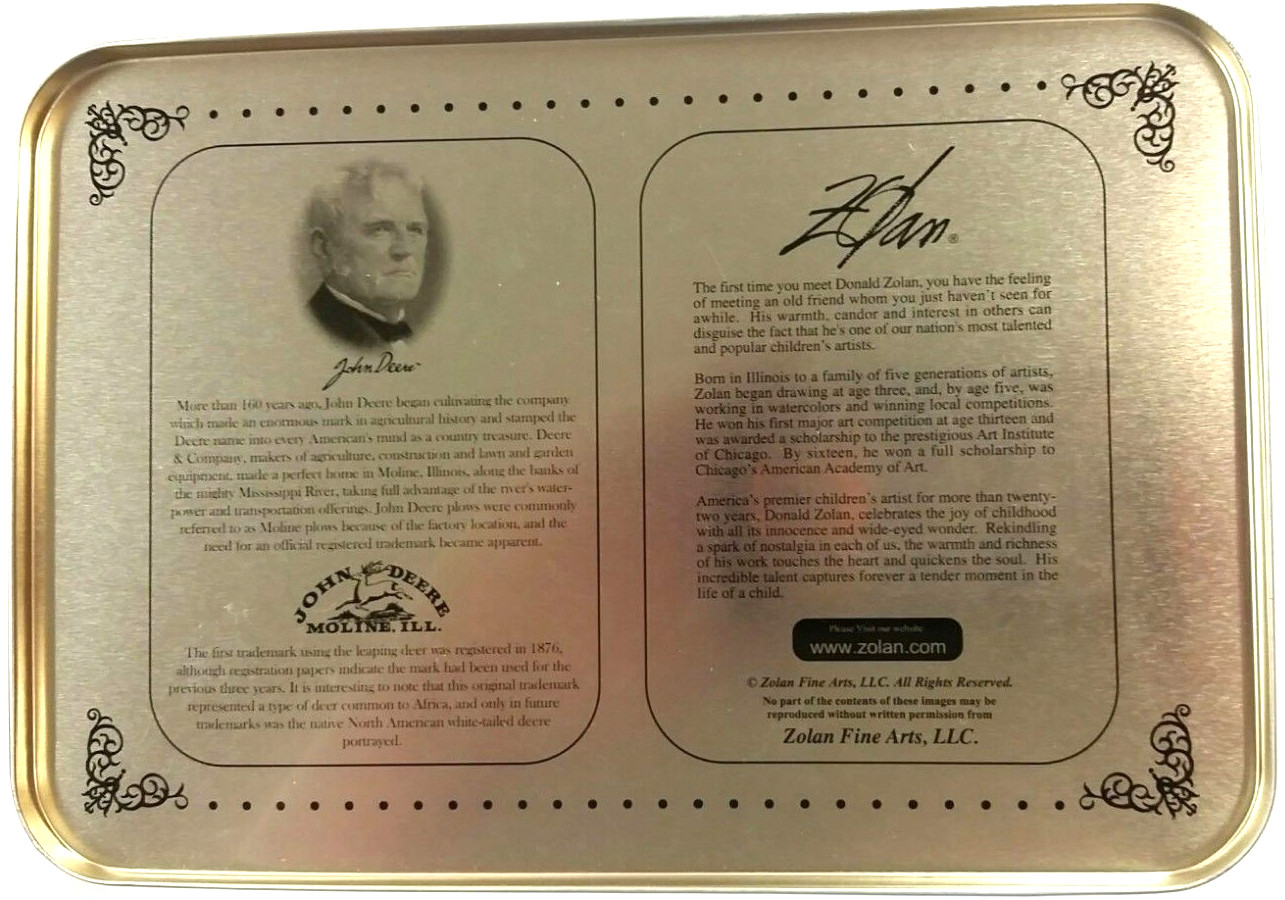 John Deere
More than 160 years ago, John Deere began cultivating the company
which made an enormous mark in agricultural history and stamped the
Deere name into every American's mind as a country treasure. Deere
& Company, makers of agriculture, construction and lawn and garden
equipment, made a perfect home in Moline, Illinois, along the banks of
the mighty Mississippi River, taking full advantage of the river's water-
power and transportation offerings. John Deere plows were commonly
referred to as Moline plows because of the factory location, and the
need for an official registered trademark became apparent.
JOHN DEERE
MOLINE, ILL.
The first trademark using the leaping deer was registered in 1876,
although registration papers indicate the mark had been used for the
previous three years. It is interesting to note that this original trademark
represented a type of deer common to Africa, and only in future
trademarks was the native North American white-tailed deere
portrayed.
Zolan®
The first time you meet Donald Zolan, you have the feeling
of meeting an old friend whom you just haven't seen for
awhile. His warmth, candor and interest in others can
disguise the fact that he's one of our nation's most talented
and popular children's artists.
Born in Illinois to a family of five generations of artists,
Zolan began drawing at age three, and, by age five, was
working in watercolors and winning local competitions.
He won his first major art competition at age thirteen and
was awarded a scholarship to the prestigious Art Institute
of Chicago. By sixteen, he won a full scholarship to
Chicago's American Academy of Art.
America's premier children's artist for more than twenty-
two years, Donald Zolan, celebrates the joy of childhood
with all its innocence and wide-eyed wonder. Rekindling
a spark of nostalgia in each of us, the warmth and richness
of his work touches the heart and quickens the soul. His
incredible talent captures forever a tender moment in the
life of a child.
Please Visit our website
www.zolan.com
© Zolan Fine Arts, LLC. All Rights Reserved.
No part of the contents of these images may be
reproduced without written permission from
Zolan Fine Arts, LLC.